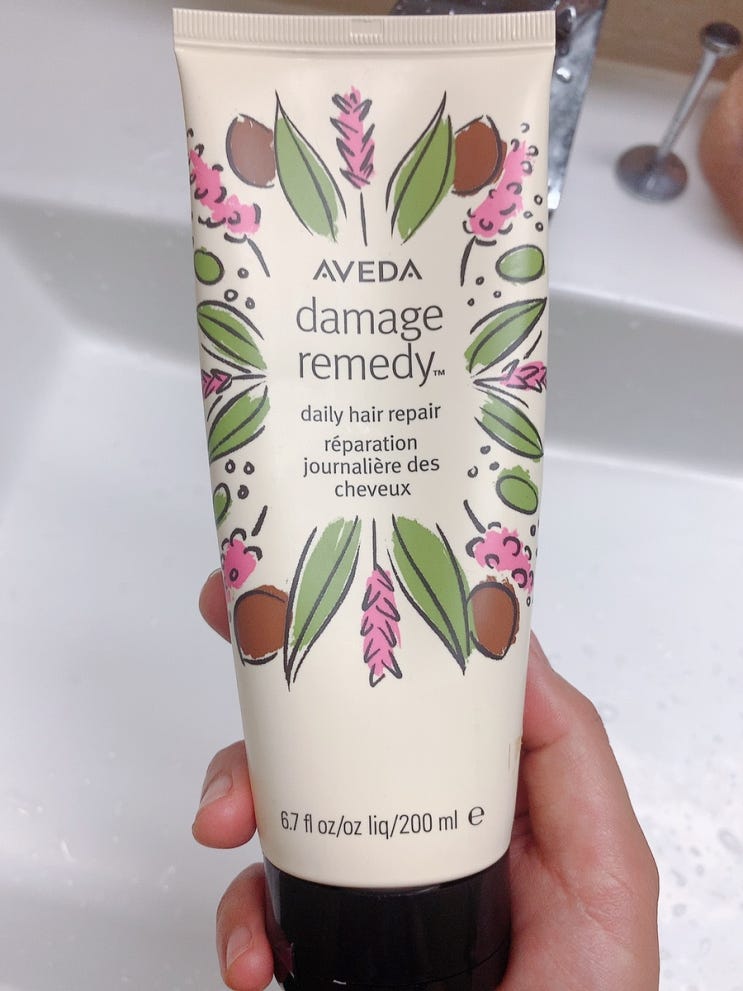 AVEDA
damage
remedy™
daily hair repair
réparation
journalière des
cheveux
6.7 fl oz/oz liq/200 ml ℮